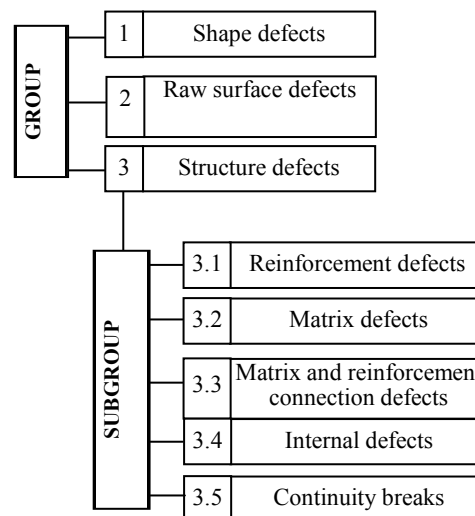 GROUP
1 Shape defects
2 Raw surface defects
3 Structure defects
SUBGROUP
3.1 Reinforcement defects
3.2 Matrix defects
3.3 Matrix and reinforcement
connection defects
3.4 Internal defects
3.5 Continuity breaks